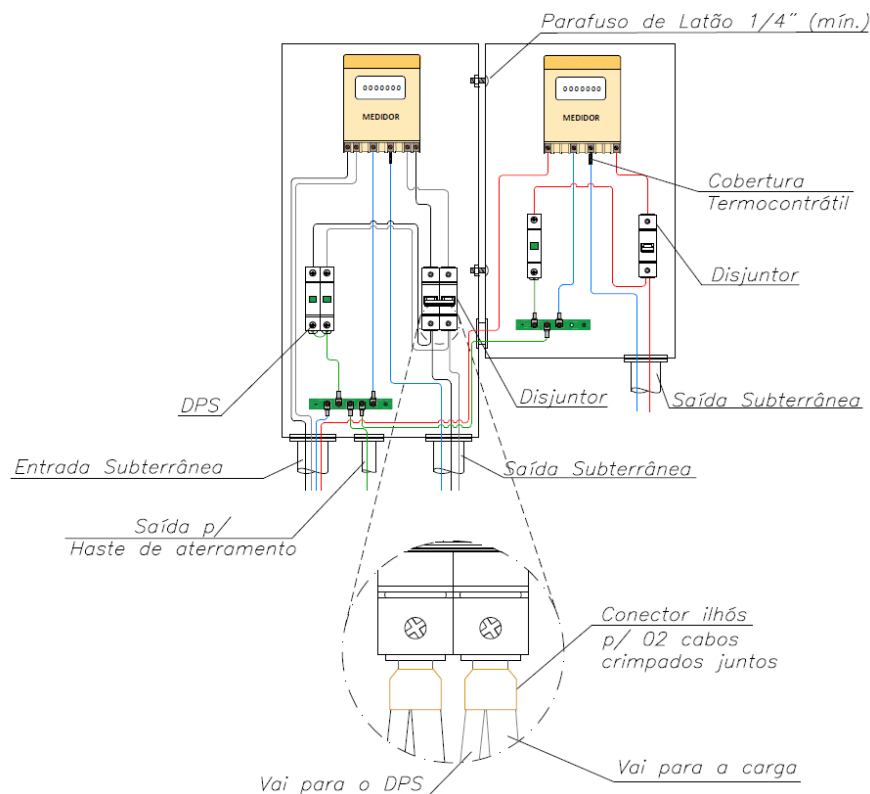 Parafuso de Latão 1/4" (mín.)
0000000
MEDIDOR
0000000
MEDIDOR
Cobertura
Termocontrátil
Disjuntor
DPS
Disjuntor
Saída Subterrânea
Entrada Subterrânea
Saída Subterrânea
Saída p/
Haste de aterramento
Conector ilhós
p/ 02 cabos
crimpados juntos
Vai para o DPS
Vai para a carga